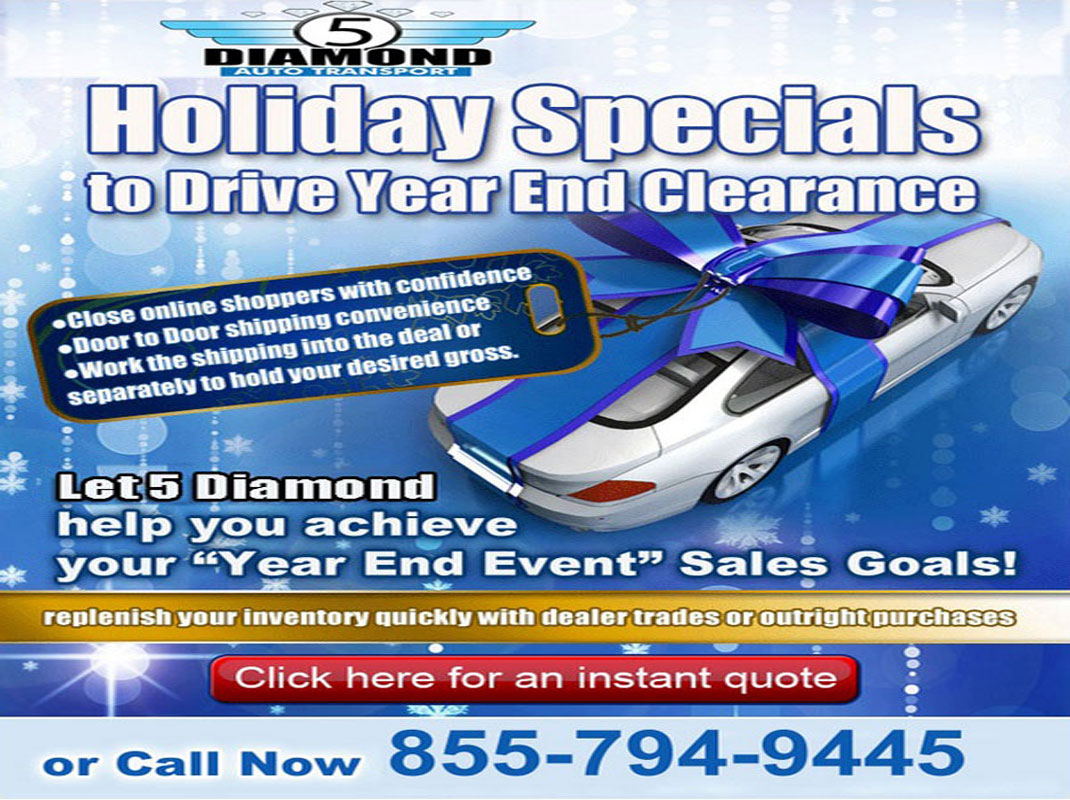 5
DIAMOND
AUTO TRANSPORT
Holiday Specials
to Drive Year End Clearance
•Close online shoppers with confidence
•Door to Door shipping convenience
•Work the shipping into the deal or
separately to hold your desired gross.
Let 5 Diamond
help you achieve
your “Year End Event” Sales Goals!
replenish your inventory quickly with dealer trades or outright purchases
Click here for an instant quote
or Call Now 855-794-9445